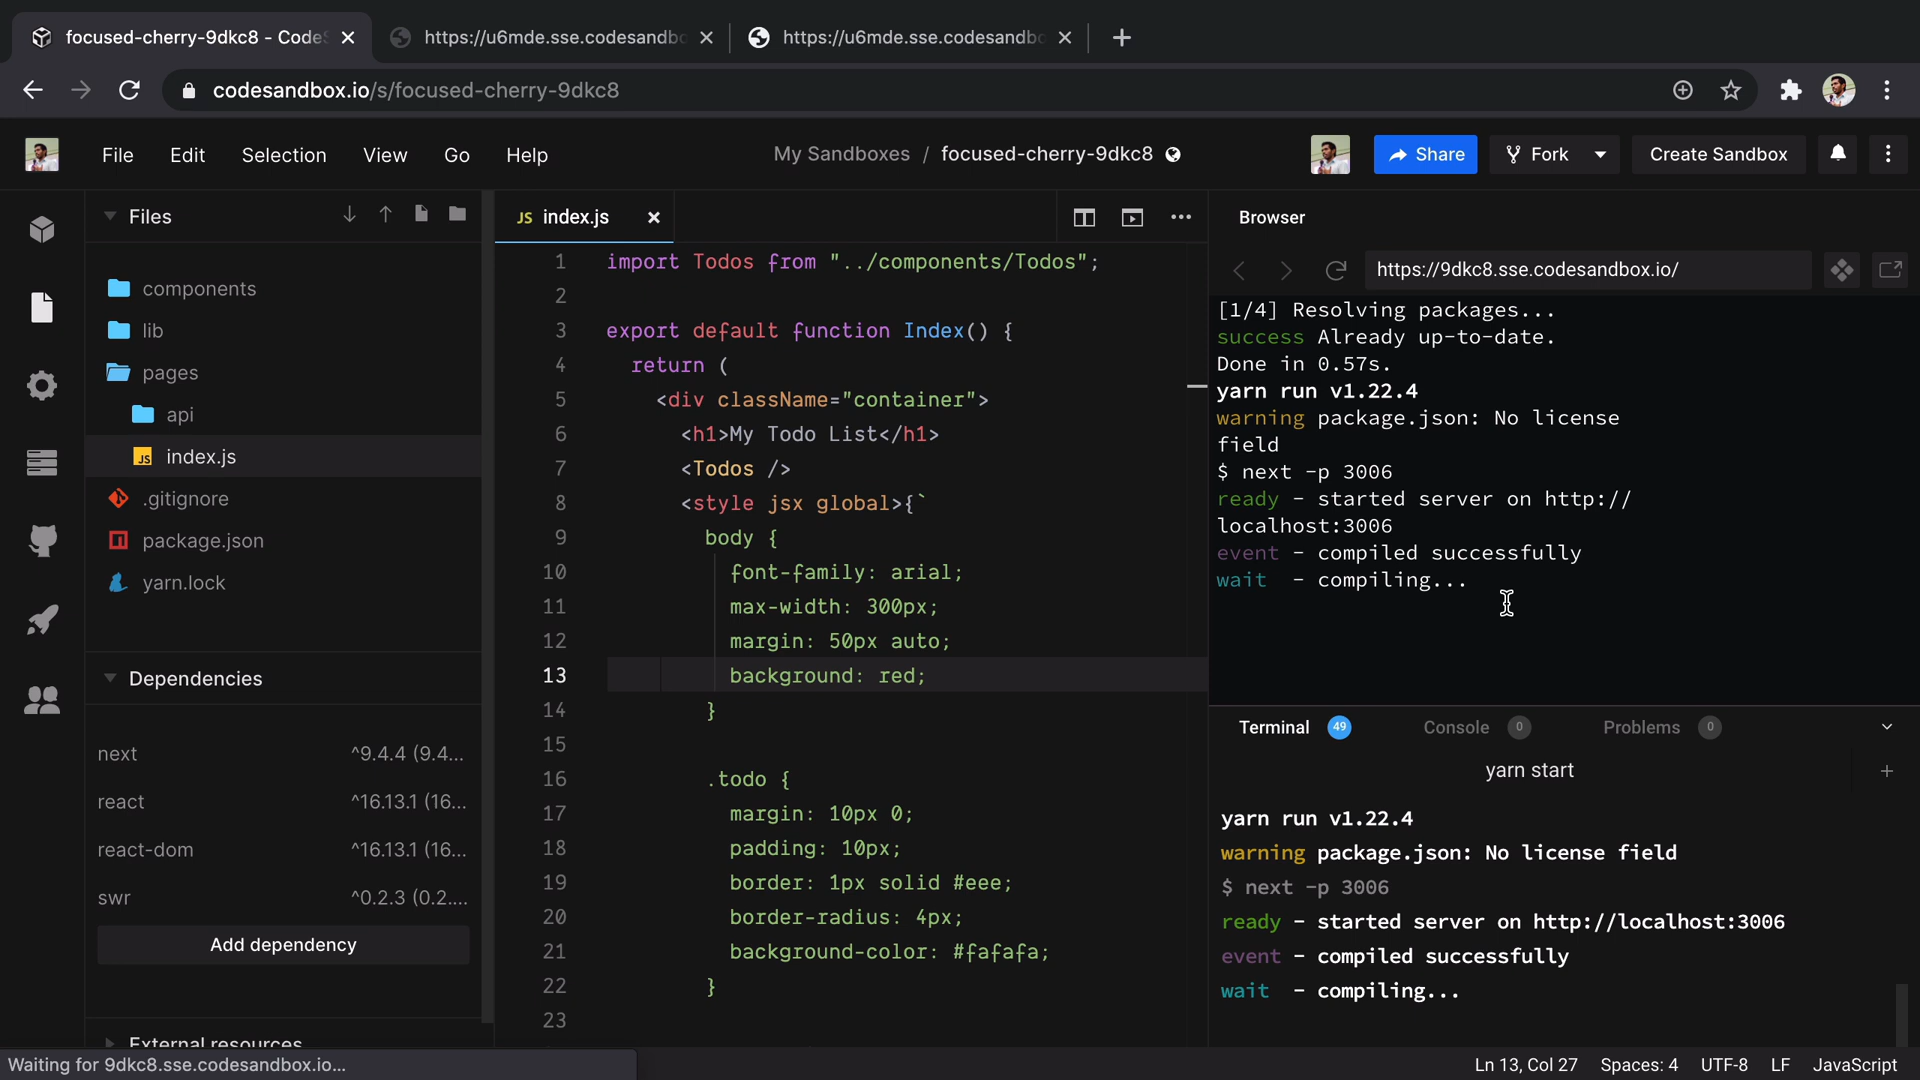 focused-cherry-9dkc8 - CodeS
https://u6mde.sse.codesandbo
https://u6mde.sse.codesandbo
codesandbox.io/s/focused-cherry-9dkc8
File Edit Selection View Go Help
My Sandboxes / focused-cherry-9dkc8
Share
Fork
Create Sandbox
Files
components
lib
pages
api
JS index.js
.gitignore
package.json
yarn.lock
Dependencies
next ^9.4.4 (9.4...
react ^16.13.1 (16...
react-dom ^16.13.1 (16...
swr ^0.2.3 (0.2....
Add dependency
External resources
Waiting for 9dkc8.sse.codesandbox.io...
JS index.js
1 import Todos from "../components/Todos";
2
3 export default function Index() {
4 return (
5 <div className="container">
6 <h1>My Todo List</h1>
7 <Todos />
8 <style jsx global>{`
9 body {
10 font-family: arial;
11 max-width: 300px;
12 margin: 50px auto;
13 background: red;
14 }
15
16 .todo {
17 margin: 10px 0;
18 padding: 10px;
19 border: 1px solid #eee;
20 border-radius: 4px;
21 background-color: #fafafa;
22 }
23
Browser
https://9dkc8.sse.codesandbox.io/
[1/4] Resolving packages...
success Already up-to-date.
Done in 0.57s.
yarn run v1.22.4
warning package.json: No license
field
$ next -p 3006
ready - started server on http://
localhost:3006
event - compiled successfully
wait - compiling...
Terminal 49 Console 0 Problems 0
yarn start
yarn run v1.22.4
warning package.json: No license field
$ next -p 3006
ready - started server on http://localhost:3006
event - compiled successfully
wait - compiling...
Ln 13, Col 27 Spaces: 4 UTF-8 LF JavaScript